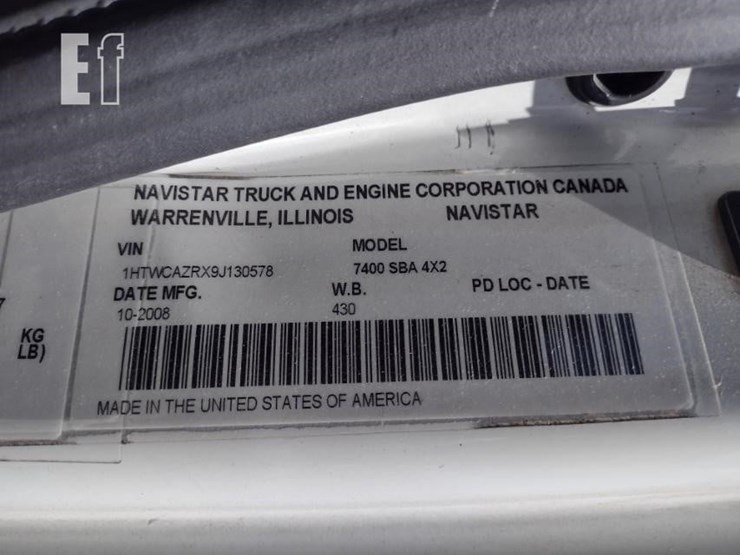 Ef
NAVISTAR TRUCK AND ENGINE CORPORATION CANADA
WARRENVILLE, ILLINOIS NAVISTAR
VIN MODEL
1HTWCAZRX9J130578 7400 SBA 4X2
DATE MFG. W.B. PD LOC - DATE
10-2008 430
KG
LB)
MADE IN THE UNITED STATES OF AMERICA